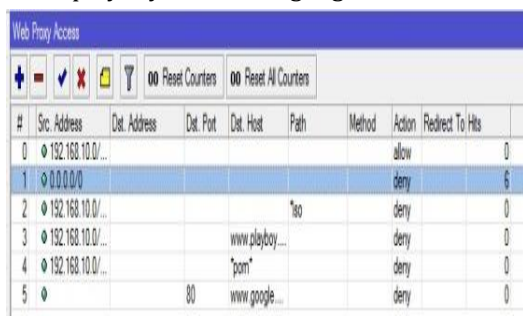 Web Proxy Access
00 Reset Counters 00 Reset All Counters
# Src. Address Dst. Address Dst. Port Dst. Host Path Method Action Redirect To Hits
0 192.168.10.0/... allow 0
1 0.0.0.0/0 deny 6
2 192.168.10.0/... *iso deny 0
3 192.168.10.0/... www.playboy.... deny 0
4 192.168.10.0/... *porn* deny 0
5 80 www.google.... deny 0